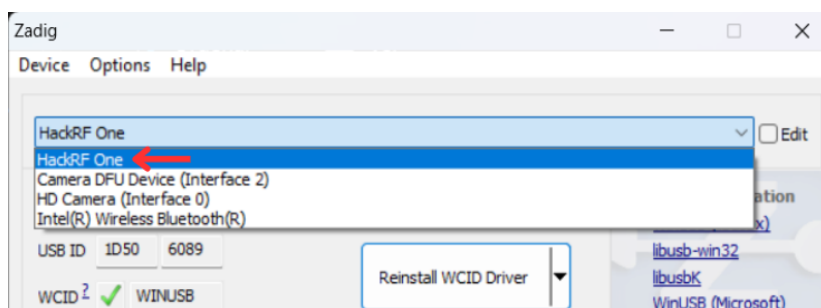 Zadig
Device Options Help
HackRF One
Edit
HackRF One
Camera DFU Device (Interface 2)
HD Camera (Interface 0)
Intel(R) Wireless Bluetooth(R)
USB ID 1D50 6089
libusb-win32
Reinstall WCID Driver
libusbK
WCID ? WINUSB
WinUSB (Microsoft)